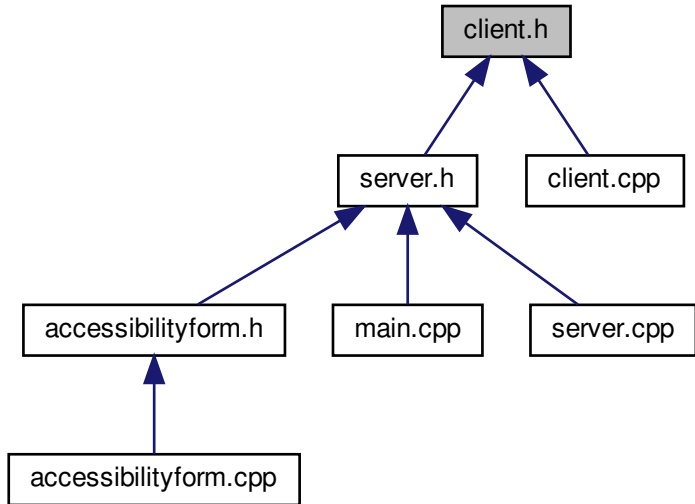 client.h
server.h
client.cpp
accessibilityform.h
main.cpp
server.cpp
accessibilityform.cpp